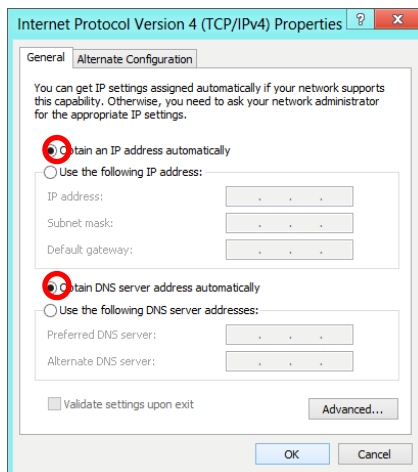 Internet Protocol Version 4 (TCP/IPv4) Properties ? x
General Alternate Configuration
You can get IP settings assigned automatically if your network supports
this capability. Otherwise, you need to ask your network administrator
for the appropriate IP settings.
Obtain an IP address automatically
Use the following IP address:
IP address: . . .
Subnet mask: . . .
Default gateway: . . .
Obtain DNS server address automatically
Use the following DNS server addresses:
Preferred DNS server: . . .
Alternate DNS server: . . .
Validate settings upon exit
Advanced...
OK Cancel